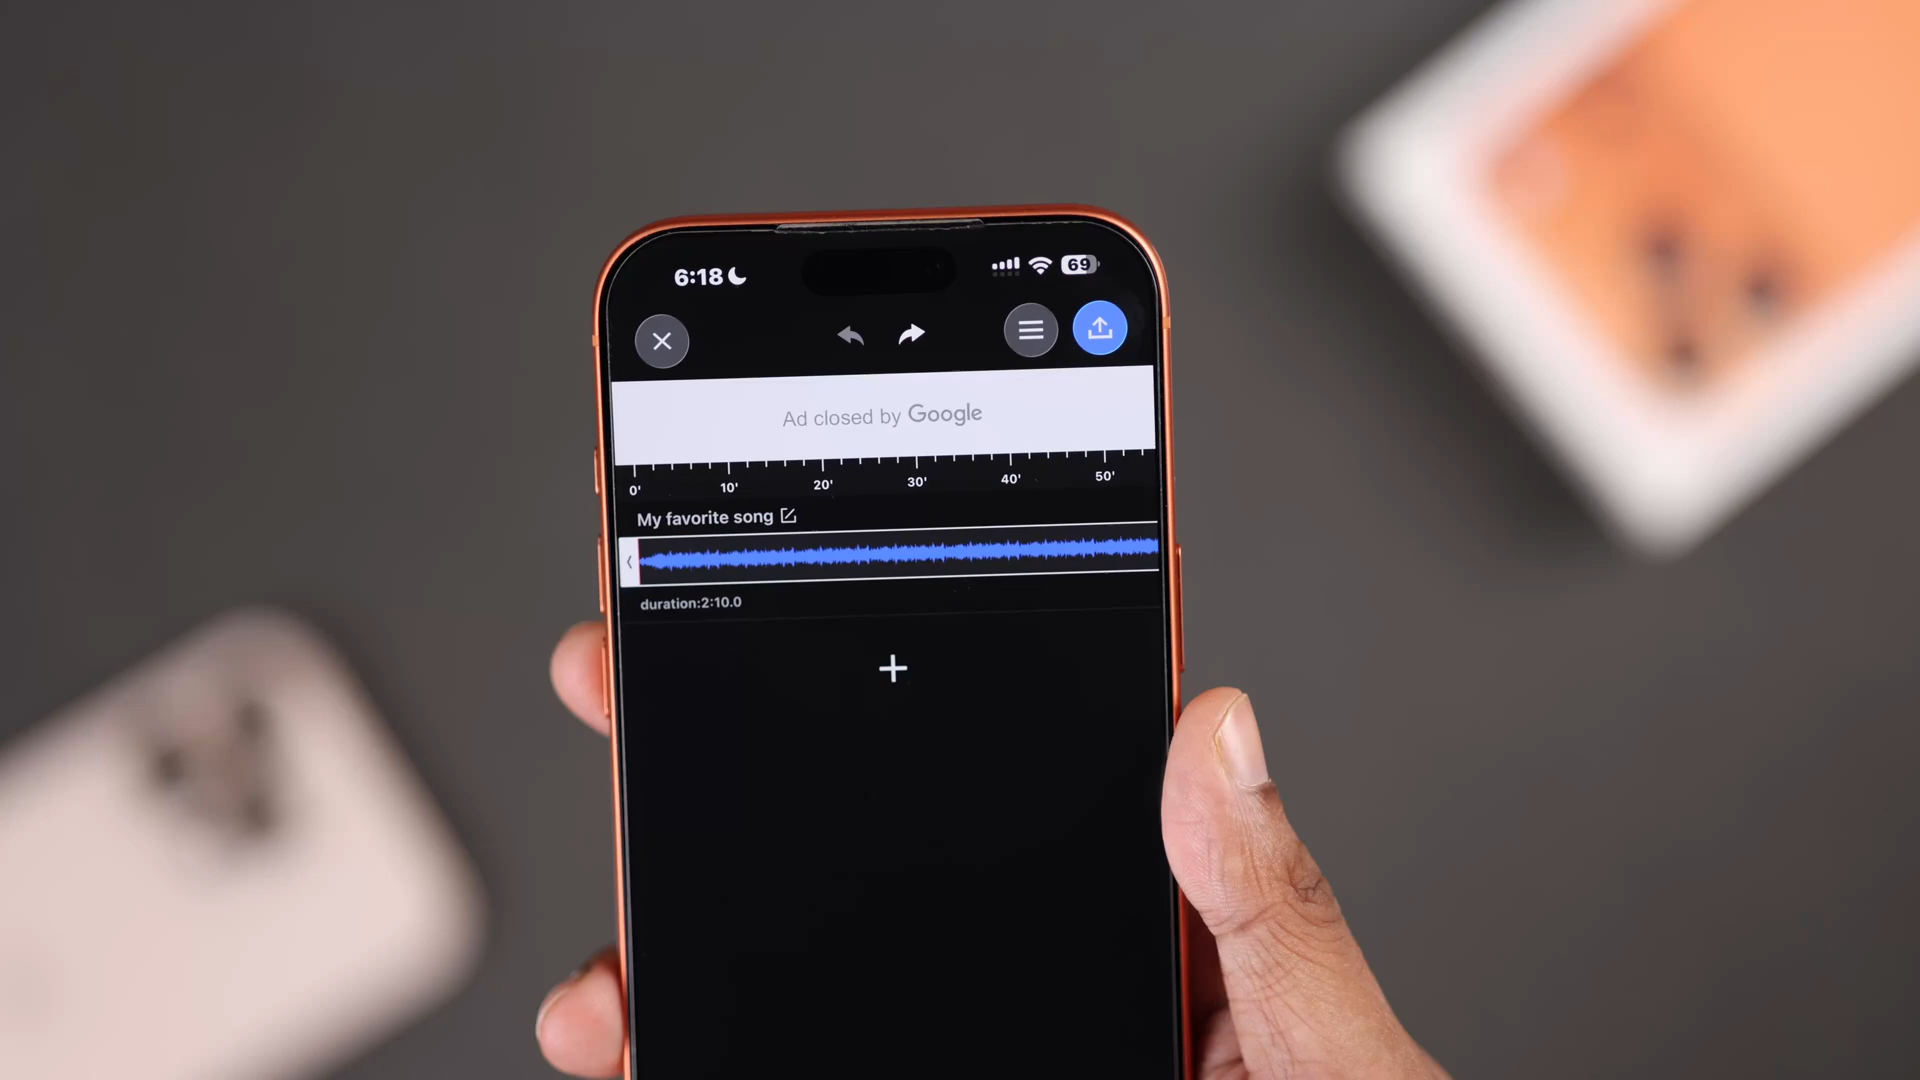 6:18
69
Ad closed by Google
0' 10' 20' 30' 40' 50'
My favorite song
duration:2:10.0